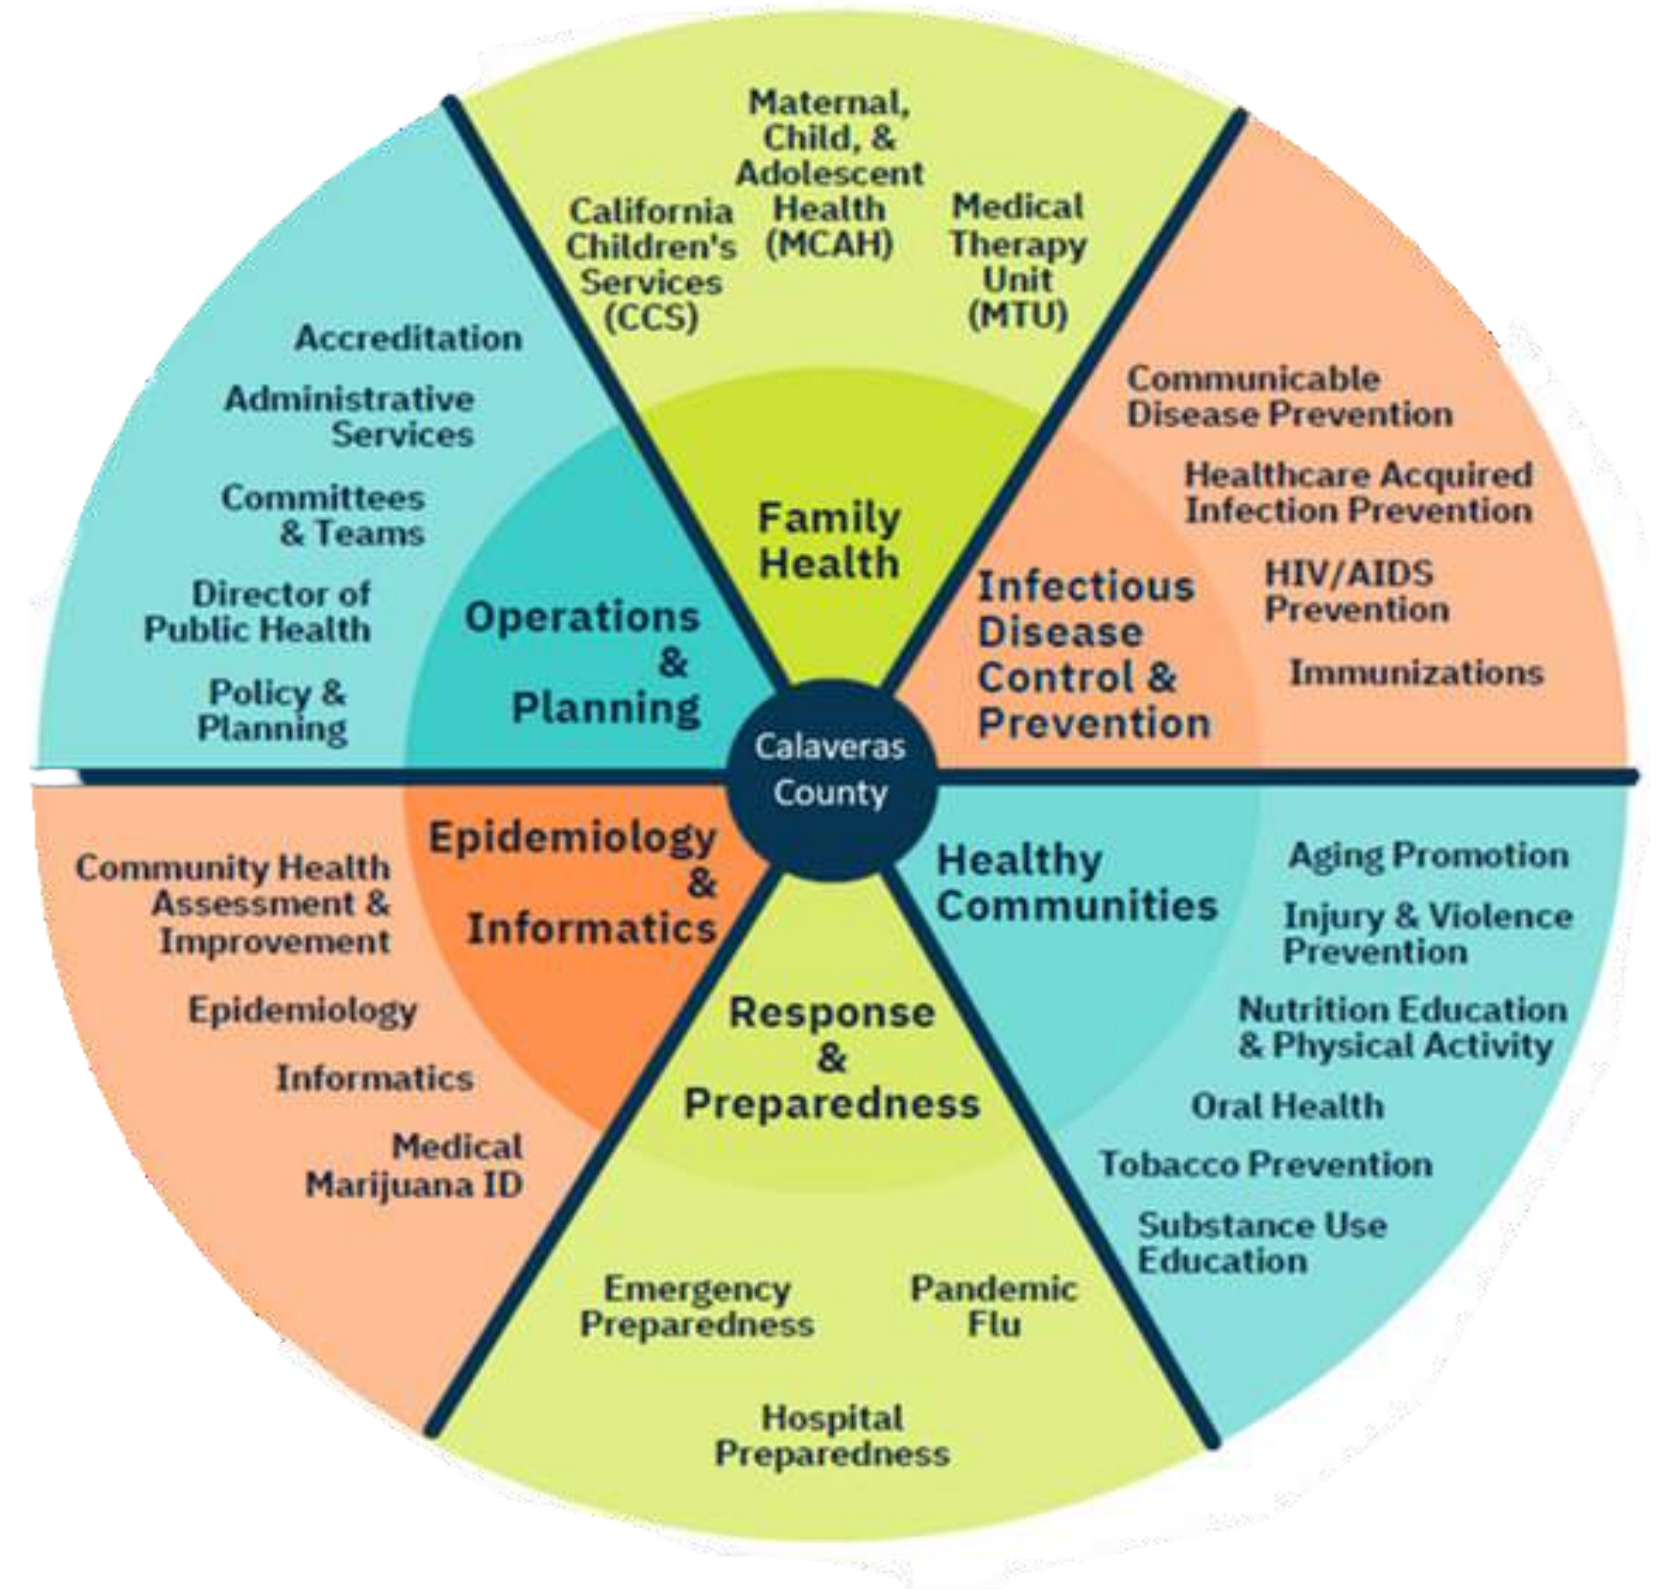 Maternal,
Child, &
Adolescent
Health
(MCAH)
California
Children's
Services
(CCS)
Medical
Therapy
Unit
(MTU)
Family
Health
Communicable
Disease Prevention
Healthcare Acquired
Infection Prevention
HIV/AIDS
Prevention
Immunizations
Infectious
Disease
Control &
Prevention
Accreditation
Administrative
Services
Committees
& Teams
Director of
Public Health
Policy &
Planning
Operations
&
Planning
Calaveras
County
Epidemiology
&
Informatics
Community Health
Assessment &
Improvement
Epidemiology
Informatics
Medical
Marijuana ID
Healthy
Communities
Aging Promotion
Injury & Violence
Prevention
Nutrition Education
& Physical Activity
Oral Health
Tobacco Prevention
Substance Use
Education
Response
&
Preparedness
Emergency
Preparedness
Pandemic
Flu
Hospital
Preparedness